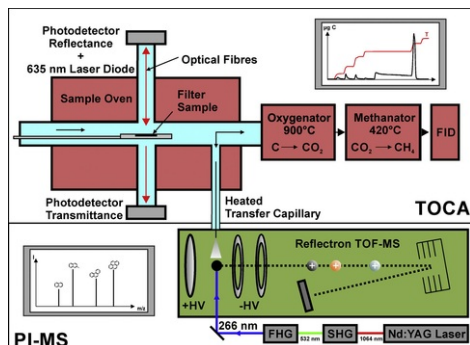 Photodetector
Reflectance
+
635 nm Laser Diode
Optical Fibres
µg C
T
Sample Oven
Filter
Sample
Oxygenator
900°C
C → CO₂
Methanator
420°C
CO₂ → CH₄
FID
Photodetector
Transmittance
Heated
Transfer Capillary
TOCA
I
m/z
Reflectron TOF-MS
+HV
-HV
266 nm
FHG
532 nm
SHG
1064 nm
Nd:YAG Laser
PI-MS